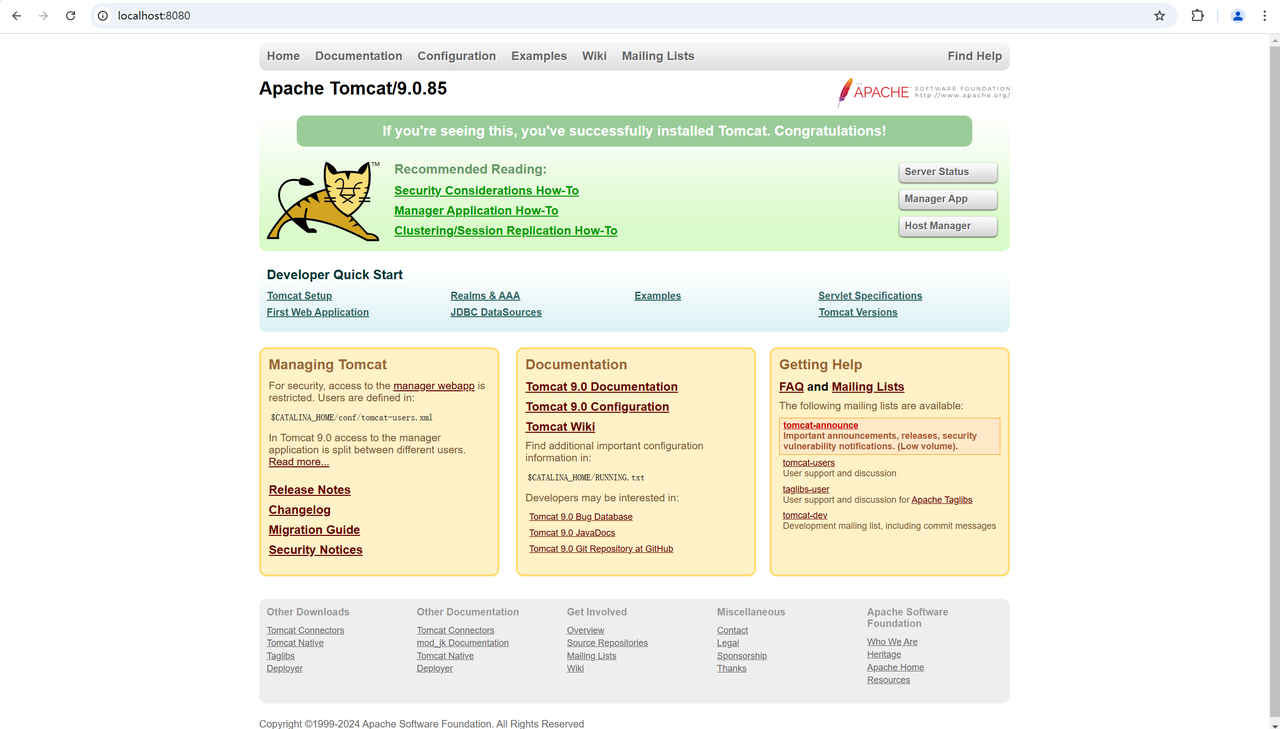 localhost:8080
Home Documentation Configuration Examples Wiki Mailing Lists Find Help
Apache Tomcat/9.0.85
THE APACHE® SOFTWARE FOUNDATION
http://www.apache.org/
If you're seeing this, you've successfully installed Tomcat. Congratulations!
TM
Recommended Reading:
Security Considerations How-To
Manager Application How-To
Clustering/Session Replication How-To
Server Status
Manager App
Host Manager
Developer Quick Start
Tomcat Setup
First Web Application
Realms & AAA
JDBC DataSources
Examples
Servlet Specifications
Tomcat Versions
Managing Tomcat
For security, access to the manager webapp is
restricted. Users are defined in:
$CATALINA_HOME/conf/tomcat-users.xml
In Tomcat 9.0 access to the manager
application is split between different users.
Read more...
Release Notes
Changelog
Migration Guide
Security Notices
Documentation
Tomcat 9.0 Documentation
Tomcat 9.0 Configuration
Tomcat Wiki
Find additional important configuration
information in:
$CATALINA_HOME/RUNNING.txt
Developers may be interested in:
Tomcat 9.0 Bug Database
Tomcat 9.0 JavaDocs
Tomcat 9.0 Git Repository at GitHub
Getting Help
FAQ and Mailing Lists
The following mailing lists are available:
tomcat-announce
Important announcements, releases, security
vulnerability notifications. (Low volume).
tomcat-users
User support and discussion
taglibs-user
User support and discussion for Apache Taglibs
tomcat-dev
Development mailing list, including commit messages
Other Downloads
Tomcat Connectors
Tomcat Native
Taglibs
Deployer
Other Documentation
Tomcat Connectors
mod_jk Documentation
Tomcat Native
Deployer
Get Involved
Overview
Source Repositories
Mailing Lists
Wiki
Miscellaneous
Contact
Legal
Sponsorship
Thanks
Apache Software
Foundation
Who We Are
Heritage
Apache Home
Resources
Copyright ©1999-2024 Apache Software Foundation. All Rights Reserved